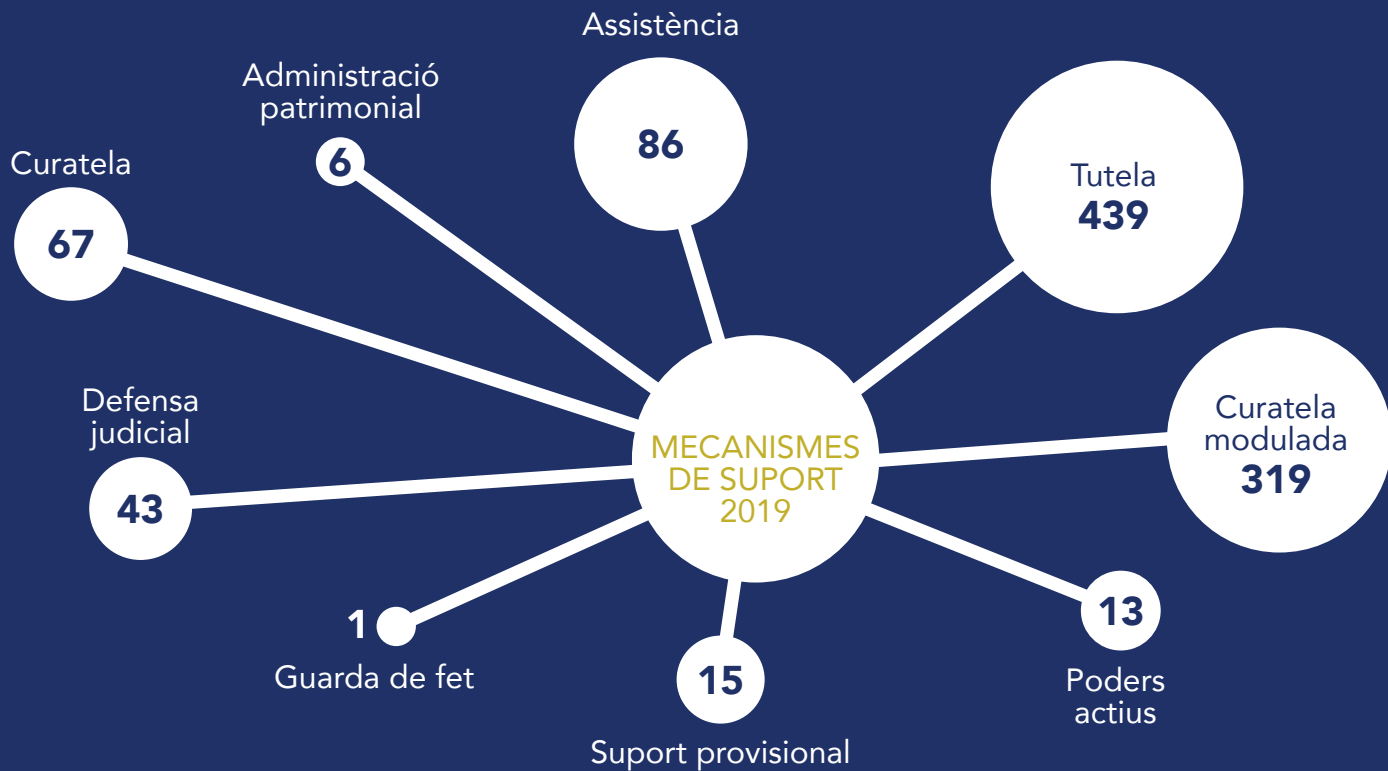 Assistència
86
Administració
patrimonial
6
Curatela
67
Tutela
439
Defensa
judicial
43
MECANISMES
DE SUPORT
2019
Curatela
modulada
319
1
Guarda de fet
15
Suport provisional
13
Poders
actius